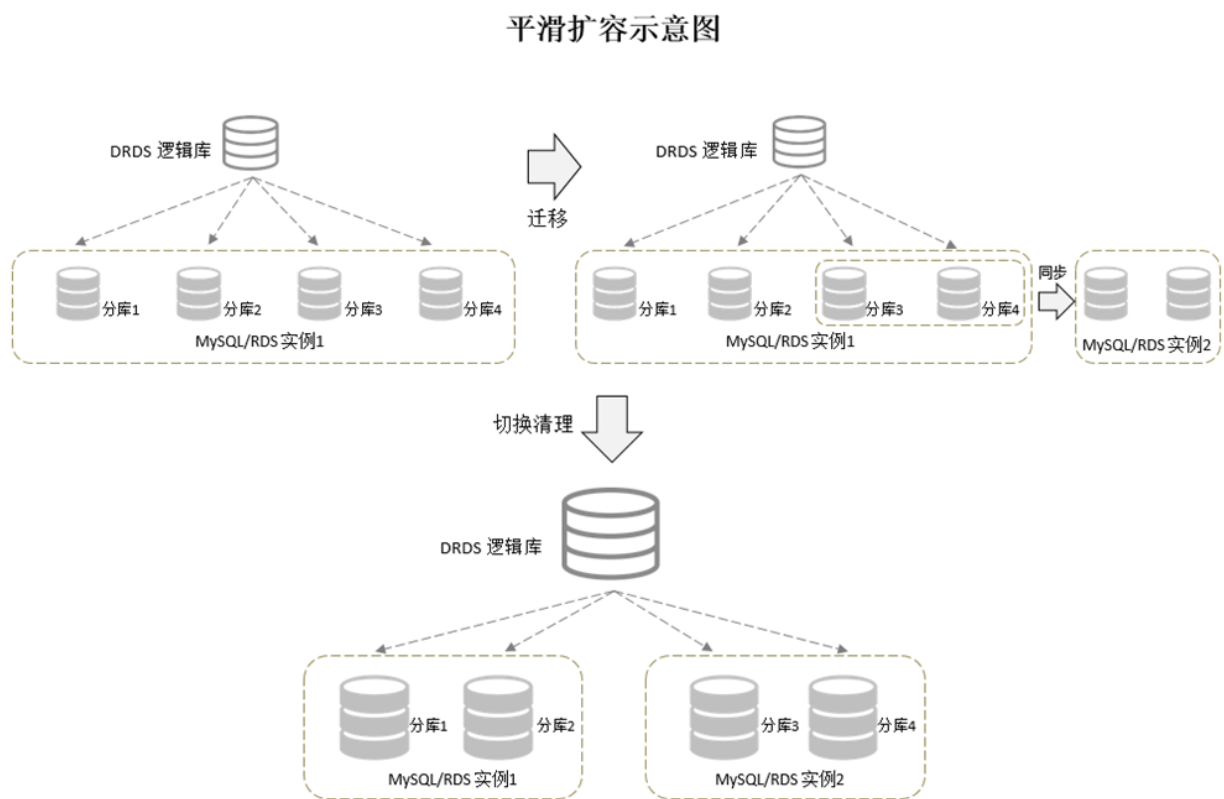 平滑扩容示意图
DRDS 逻辑库
迁移
DRDS 逻辑库
分库1
分库2
分库3
分库4
MySQL/RDS 实例1
分库1
分库2
分库3
分库4
MySQL/RDS 实例1
同步
MySQL/RDS 实例2
切换清理
DRDS 逻辑库
分库1
分库2
MySQL/RDS 实例1
分库3
分库4
MySQL/RDS 实例2